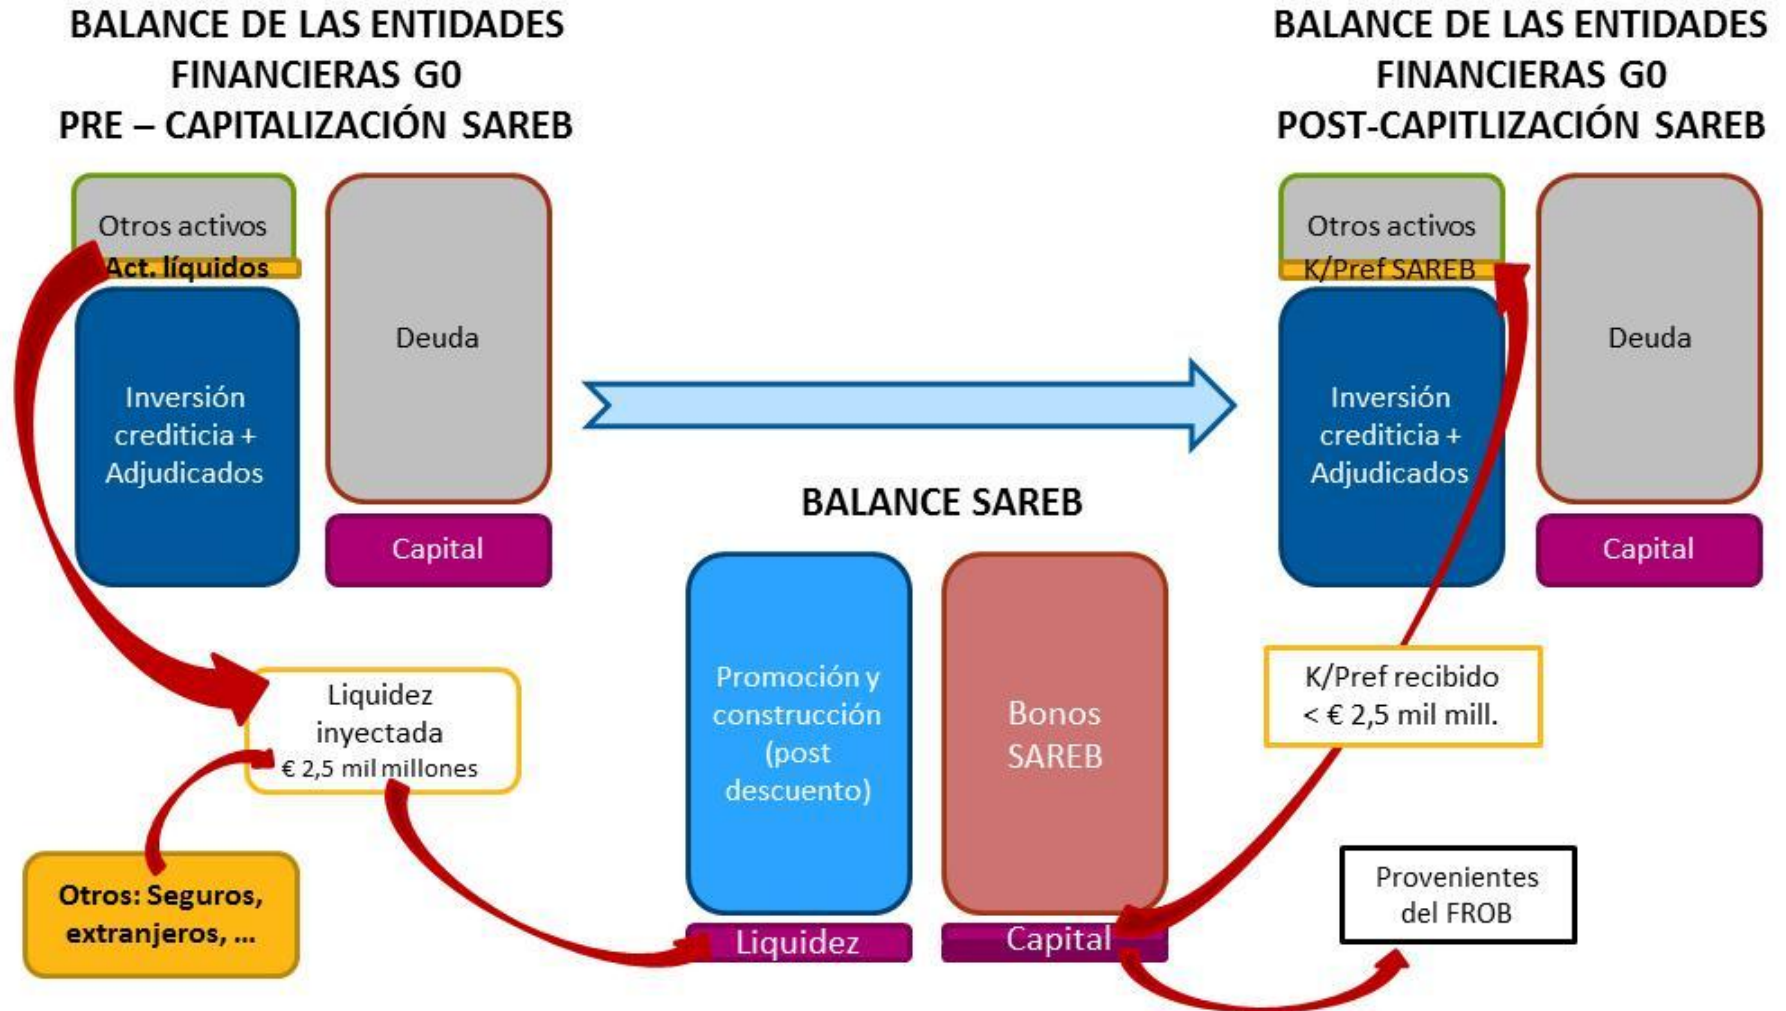 BALANCE DE LAS ENTIDADES
FINANCIERAS G0
PRE – CAPITALIZACIÓN SAREB
Otros activos
Act. líquidos
Inversión
crediticia +
Adjudicados
Deuda
Capital
BALANCE DE LAS ENTIDADES
FINANCIERAS G0
POST-CAPITLIZACIÓN SAREB
Otros activos
K/Pref SAREB
Inversión
crediticia +
Adjudicados
Deuda
Capital
BALANCE SAREB
Promoción y
construcción
(post
descuento)
Liquidez
Bonos
SAREB
Capital
Liquidez
inyectada
€ 2,5 mil millones
Otros: Seguros,
extranjeros, ...
K/Pref recibido
< € 2,5 mil mill.
Provenientes
del FROB